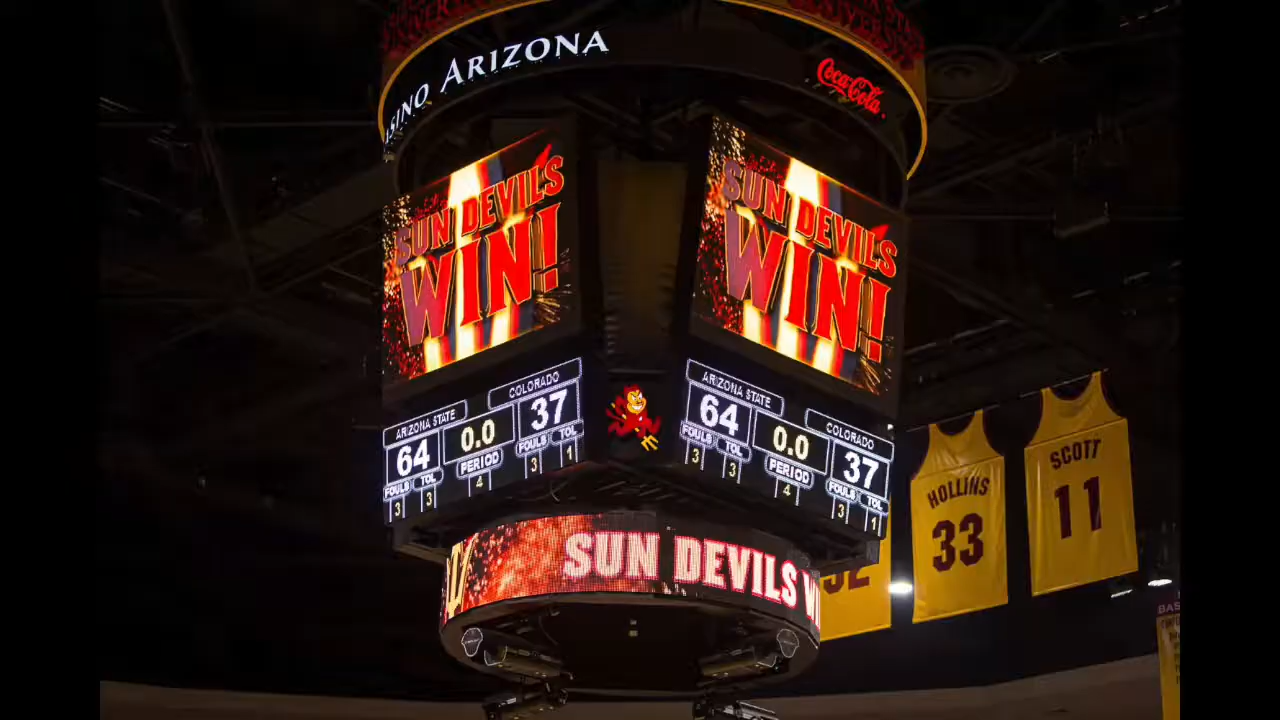 SINO ARIZONA
Coca-Cola
SUN DEVILS
WIN!
SUN DEVILS
WIN!
ARIZONA STATE
COLORADO
64
0.0
37
FOULS
TOL
PERIOD
FOULS
TOL
3
3
4
3
1
ARIZONA STATE
COLORADO
64
0.0
37
FOULS
TOL
PERIOD
FOULS
TOL
3
3
4
3
1
SUN DEVILS WI
HOLLINS
33
SCOTT
11